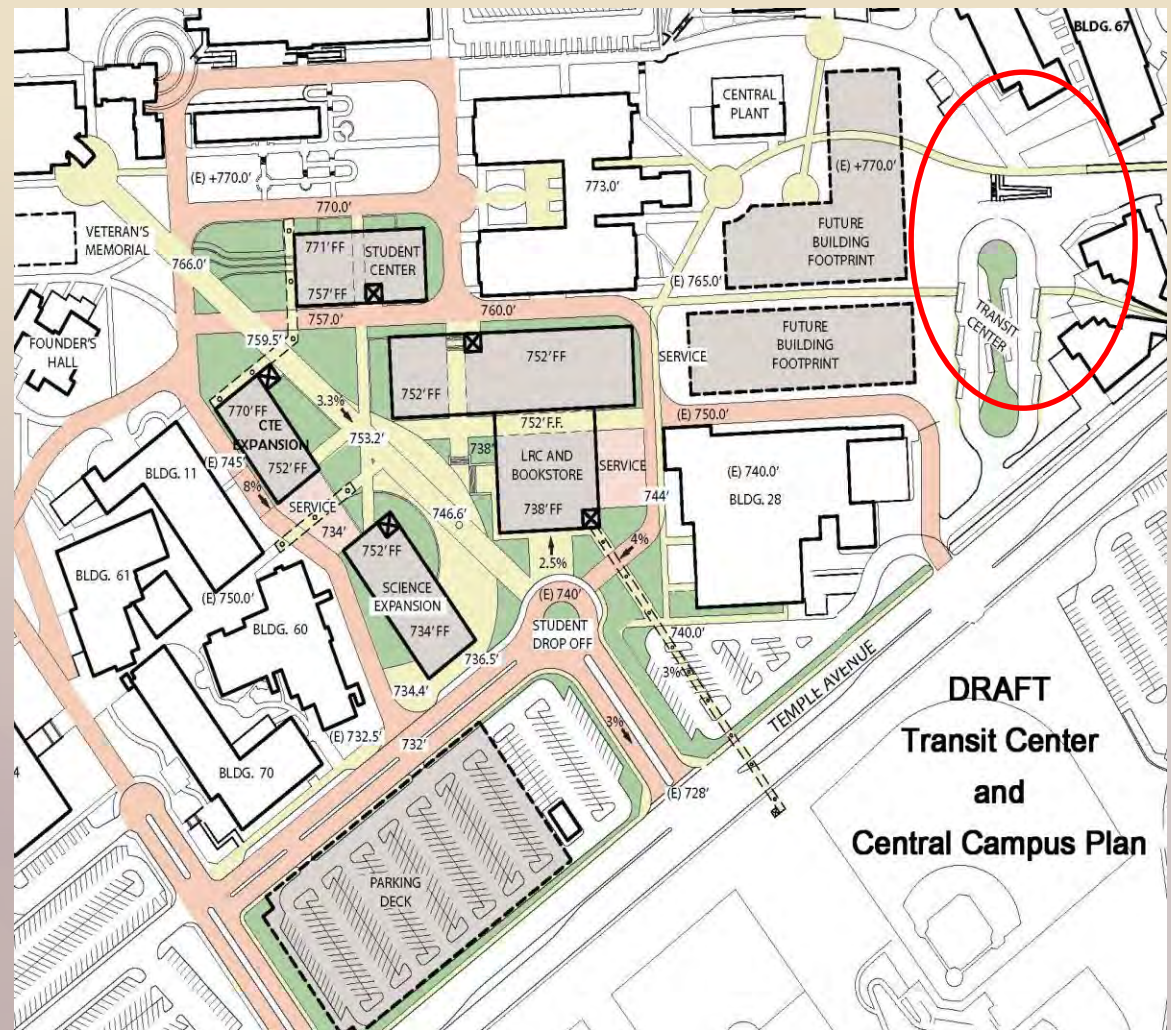 BLDG. 67
CENTRAL
PLANT
(E) +770.0'
(E) +770.0'
773.0'
770.0'
VETERAN'S
MEMORIAL
771' FF
STUDENT
CENTER
FUTURE
BUILDING
FOOTPRINT
766.0'
757' FF
(E) 765.0'
757.0'
760.0'
TRANSIT
CENTER
FOUNDER'S
HALL
759.5'
752' FF
SERVICE
FUTURE
BUILDING
FOOTPRINT
752' FF
3.3%
770' FF
CTE
EXPANSION
752' FF
753.2'
752' F.F.
(E) 750.0'
738'
LRC AND
BOOKSTORE
SERVICE
(E) 745'
BLDG. 11
8%
(E) 740.0'
BLDG. 28
SERVICE
734'
746.6'
738' FF
744'
752' FF
2.5%
4%
BLDG. 61
(E) 750.0'
SCIENCE
EXPANSION
(E) 740'
STUDENT
DROP OFF
BLDG. 60
734' FF
740.0'
736.5'
3%
TEMPLE AVENUE
734.4'
DRAFT
Transit Center
and
Central Campus Plan
(E) 732.5'
732'
3%
BLDG. 70
4
(E) 728'
PARKING
DECK